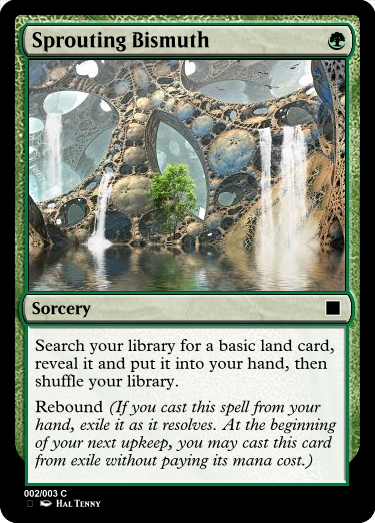 Sprouting Bismuth
Sorcery
Search your library for a basic land card,
reveal it and put it into your hand, then
shuffle your library.
Rebound (If you cast this spell from your
hand, exile it as it resolves. At the beginning
of your next upkeep, you may cast this card
from exile without paying its mana cost.)
002/003 C
Hal Tenny